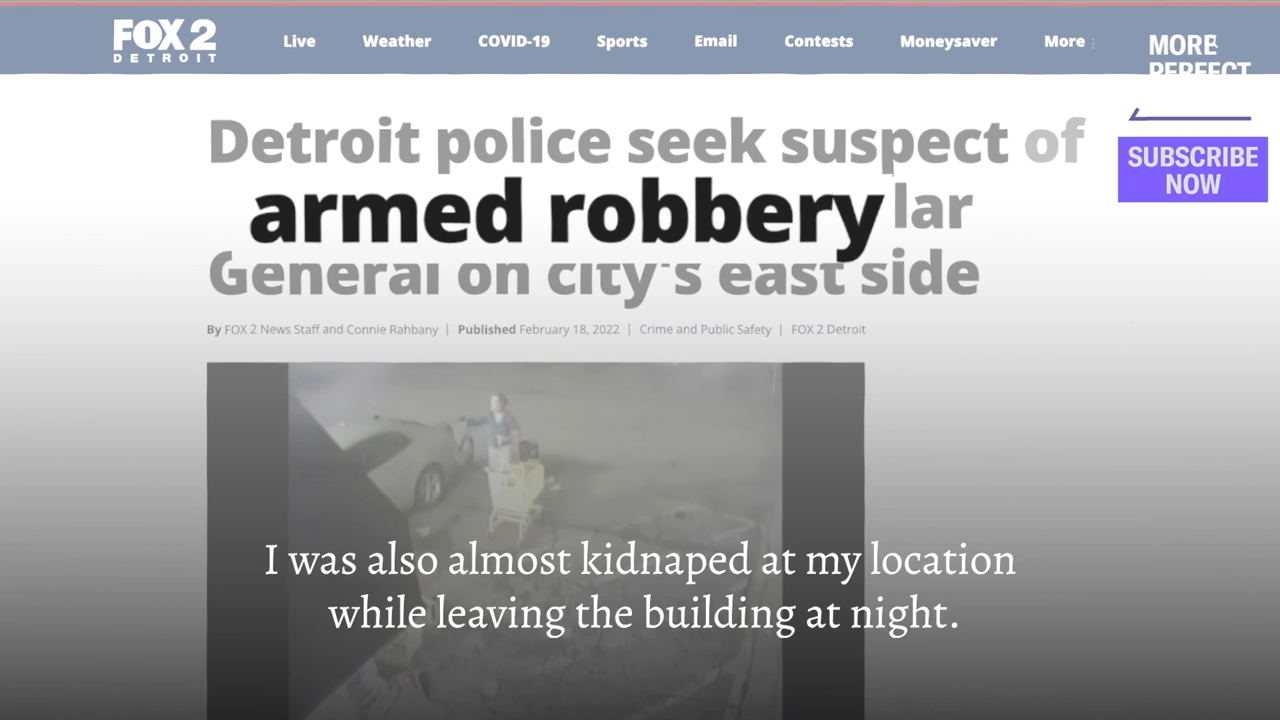 FOX 2
DETROIT
Live Weather COVID-19 Sports Email Contests Moneysaver More
MORE
PERFECT
SUBSCRIBE
NOW
Detroit police seek suspect of
armed robbery lar
General on city's east side
By FOX 2 News Staff and Connie Rahbany | Published February 18, 2022 | Crime and Public Safety | FOX 2 Detroit
I was also almost kidnaped at my location
while leaving the building at night.